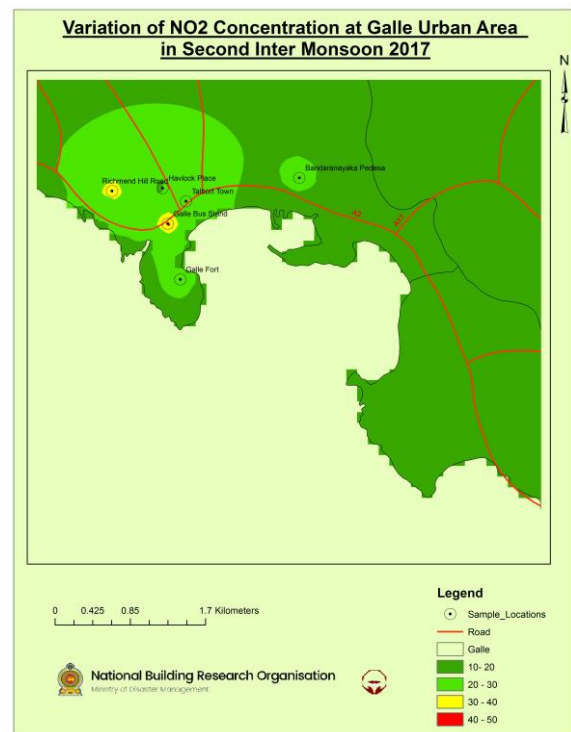 Variation of NO2 Concentration at Galle Urban Area
in Second Inter Monsoon 2017
N
Richmend Hill Road
Havlock Place
Talbort Town
Bandaranayaka Pedesa
Galle Bus Stand
A2
A17
Galle Fort
0 0.425 0.85 1.7 Kilometers
Legend
Sample_Locations
Road
Galle
10- 20
20 - 30
30 - 40
40 - 50
National Building Research Organisation
Ministry of Disaster Management